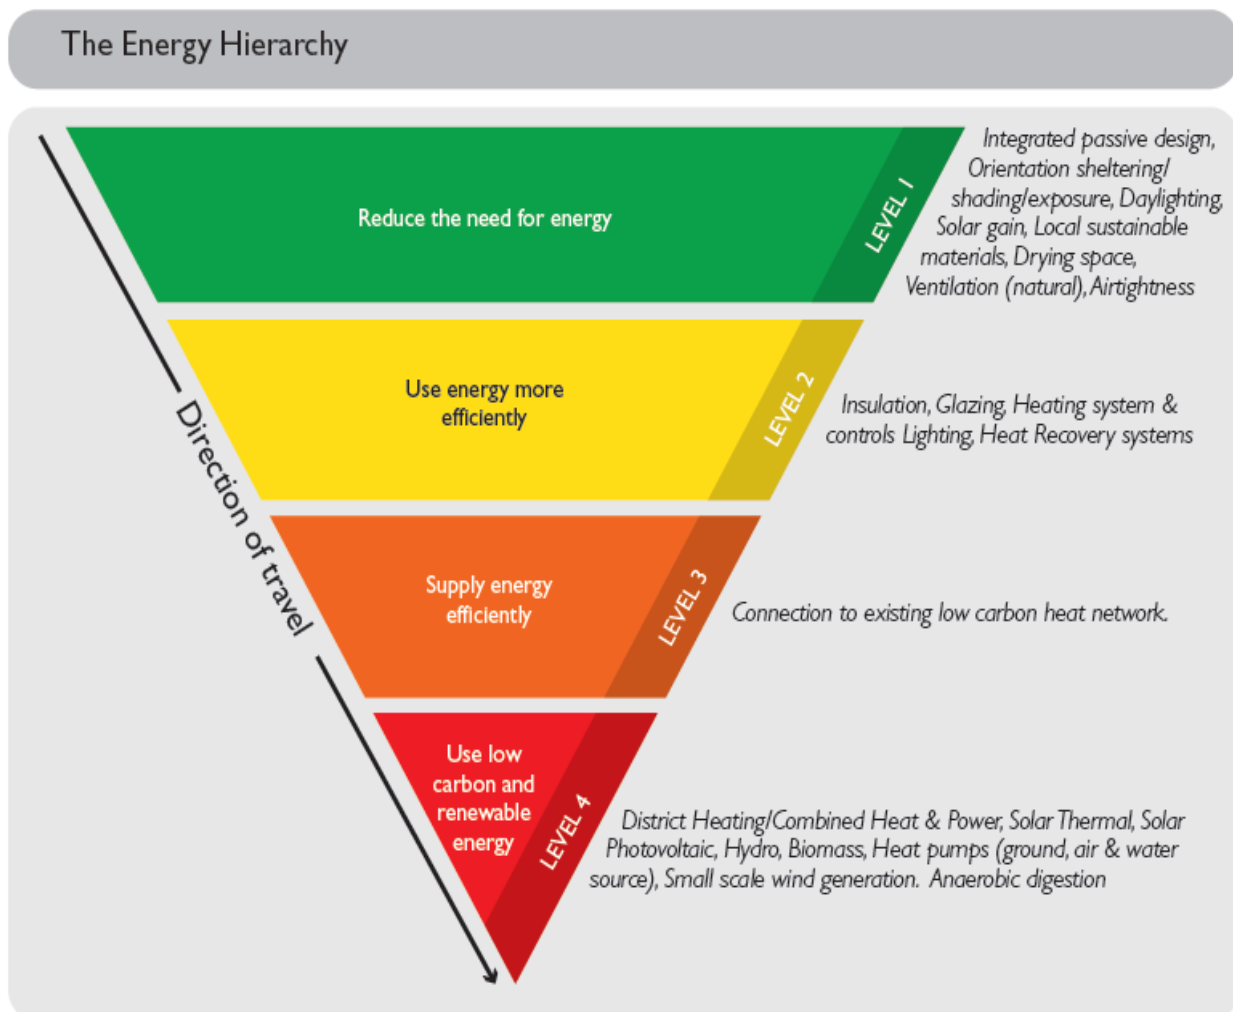 The Energy Hierarchy
Direction of travel
Reduce the need for energy
LEVEL 1
Integrated passive design,
Orientation sheltering/
shading/exposure, Daylighting,
Solar gain, Local sustainable
materials, Drying space,
Ventilation (natural), Airtightness
Use energy more
efficiently
LEVEL 2
Insulation, Glazing, Heating system &
controls Lighting, Heat Recovery systems
Supply energy
efficiently
LEVEL 3
Connection to existing low carbon heat network.
Use low
carbon and
renewable
energy
LEVEL 4
District Heating/Combined Heat & Power, Solar Thermal, Solar
Photovoltaic, Hydro, Biomass, Heat pumps (ground, air & water
source), Small scale wind generation.  Anaerobic digestion